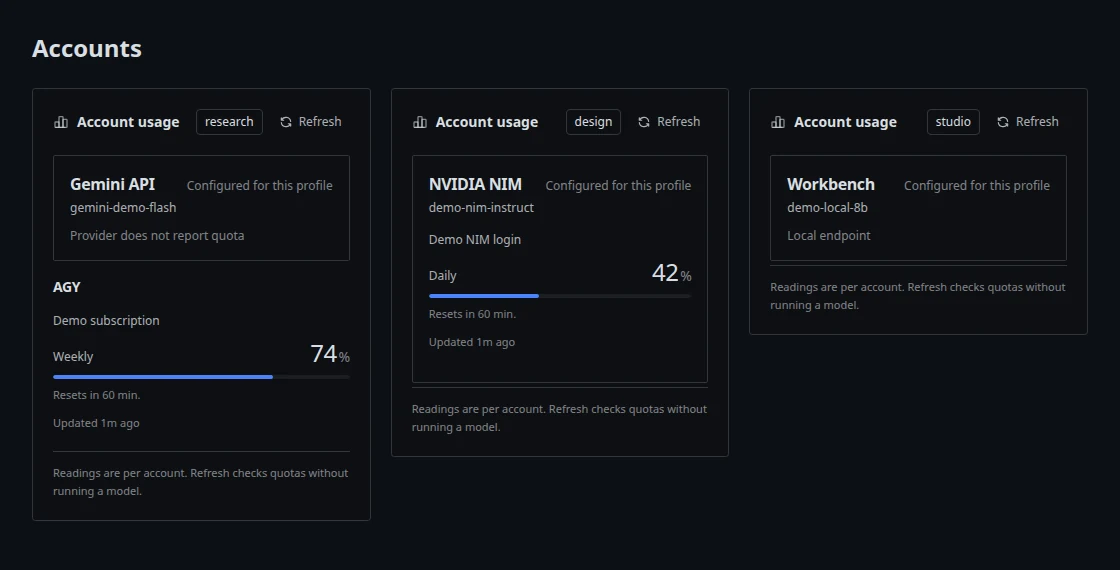 Accounts
Account usage
research
Refresh
Gemini API
Configured for this profile
gemini-demo-flash
Provider does not report quota
AGY
Demo subscription
Weekly
74%
Resets in 60 min.
Updated 1m ago
Readings are per account. Refresh checks quotas without
running a model.
Account usage
design
Refresh
NVIDIA NIM
Configured for this profile
demo-nim-instruct
Demo NIM login
Daily
42%
Resets in 60 min.
Updated 1m ago
Readings are per account. Refresh checks quotas without
running a model.
Account usage
studio
Refresh
Workbench
Configured for this profile
demo-local-8b
Local endpoint
Readings are per account. Refresh checks quotas without
running a model.